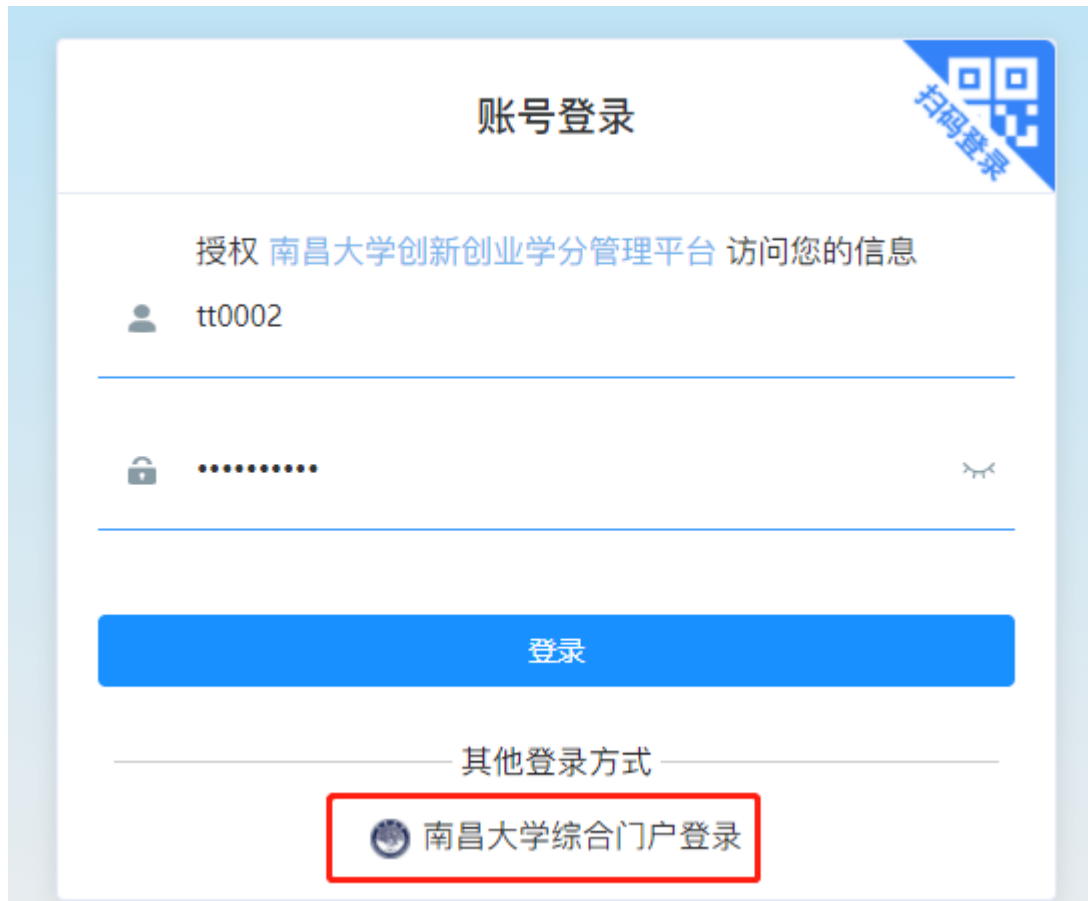 账号登录
扫码登录
授权 南昌大学创新创业学分管理平台 访问您的信息
tt0002
••••••••••
登录
其他登录方式
南昌大学综合门户登录